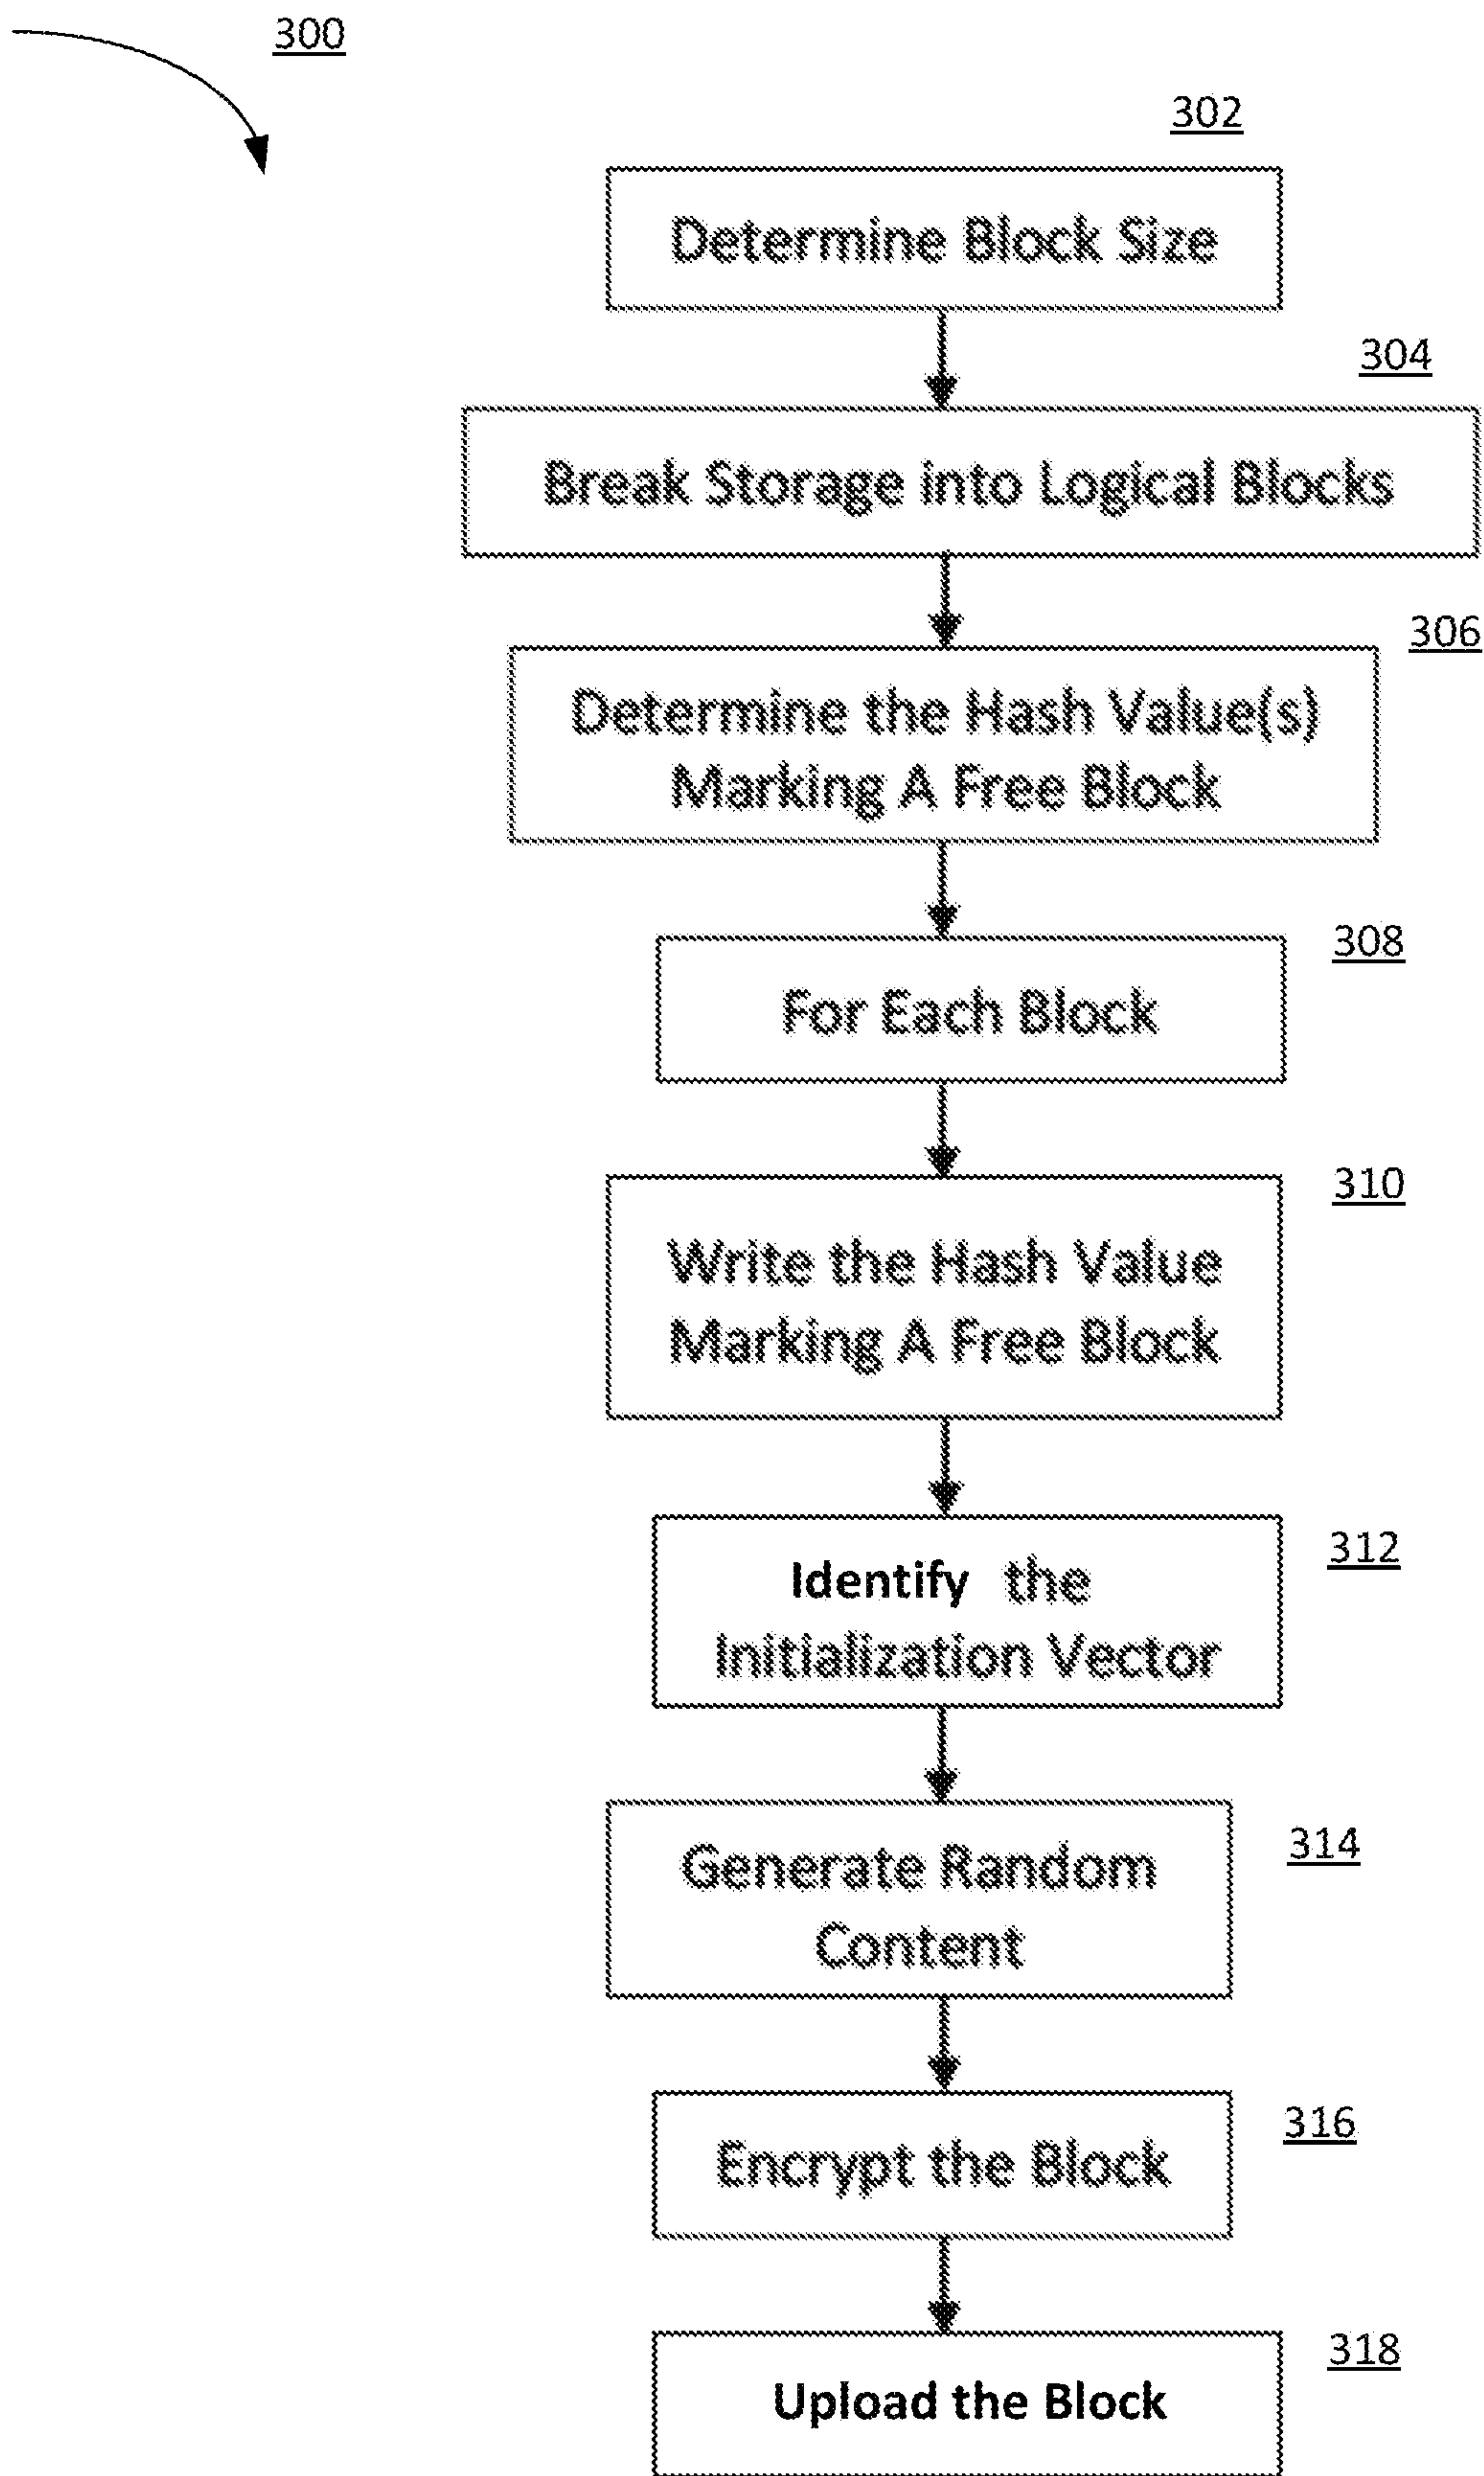 300
302
Determine Block Size
304
Break Storage into Logical Blocks
306
Determine the Hash Value(s)
Marking A Free Block
308
For Each Block
310
Write the Hash Value
Marking A Free Block
312
Identify the
Initialization Vector
314
Generate Random
Content
316
Encrypt the Block
318
Upload the Block